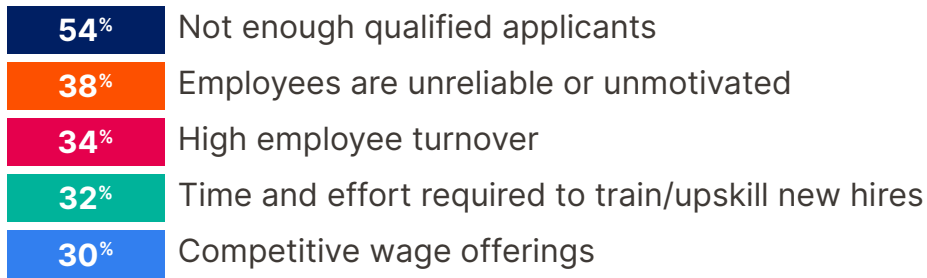 54% Not enough qualified applicants
38% Employees are unreliable or unmotivated
34% High employee turnover
32% Time and effort required to train/upskill new hires
30% Competitive wage offerings